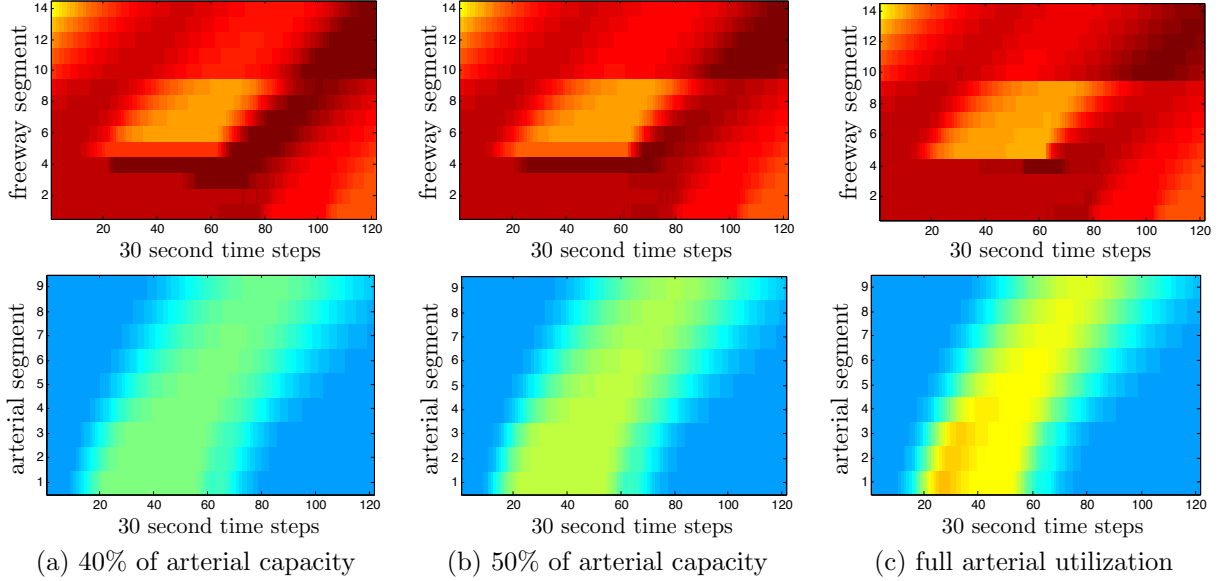 14
12
10
8
6
4
2
freeway segment
20 40 60 80 100 120
30 second time steps
14
12
10
8
6
4
2
freeway segment
20 40 60 80 100 120
30 second time steps
14
12
10
8
6
4
2
freeway segment
20 40 60 80 100 120
30 second time steps
9
8
7
6
5
4
3
2
1
arterial segment
20 40 60 80 100 120
30 second time steps
9
8
7
6
5
4
3
2
1
arterial segment
20 40 60 80 100 120
30 second time steps
9
8
7
6
5
4
3
2
1
arterial segment
20 40 60 80 100 120
30 second time steps
(a) 40% of arterial capacity
(b) 50% of arterial capacity
(c) full arterial utilization